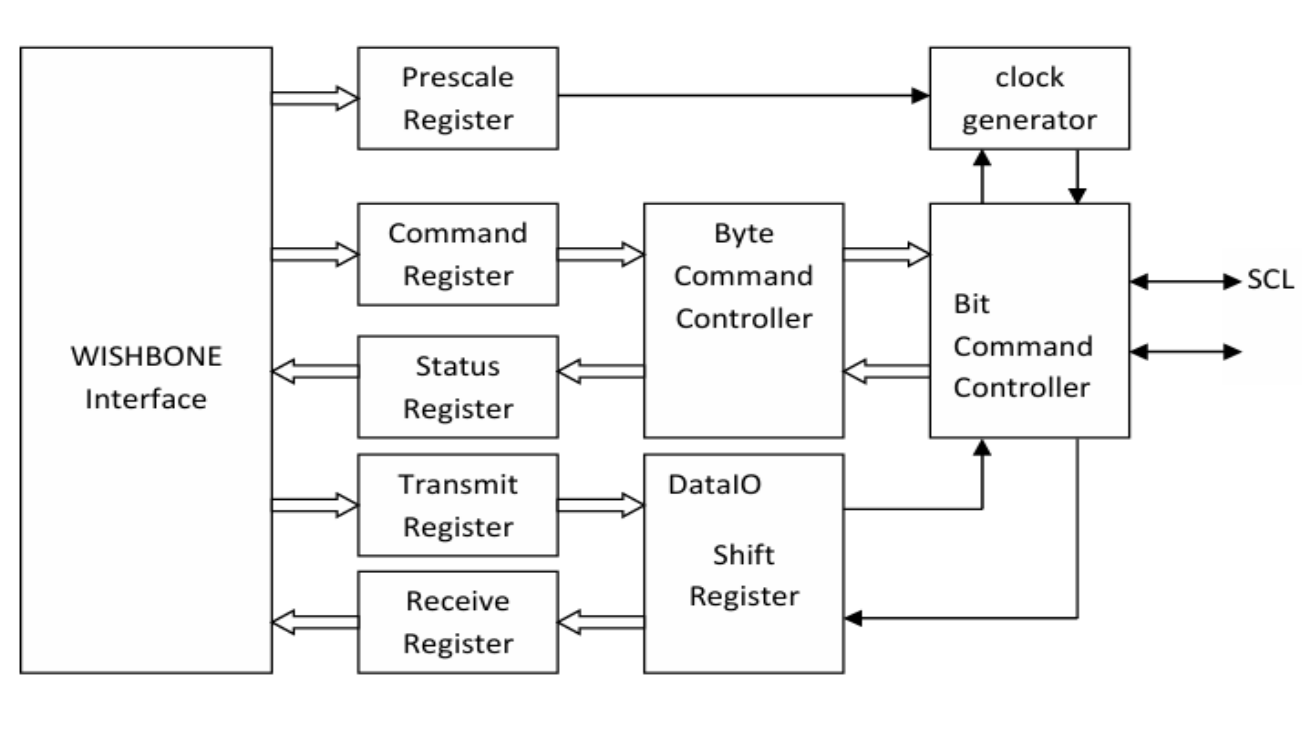 Prescale
Register
clock
generator
Command
Register
Byte
Command
Controller
SCL
Bit
Command
Controller
WISHBONE
Interface
Status
Register
Transmit
Register
DataIO
Shift
Register
Receive
Register